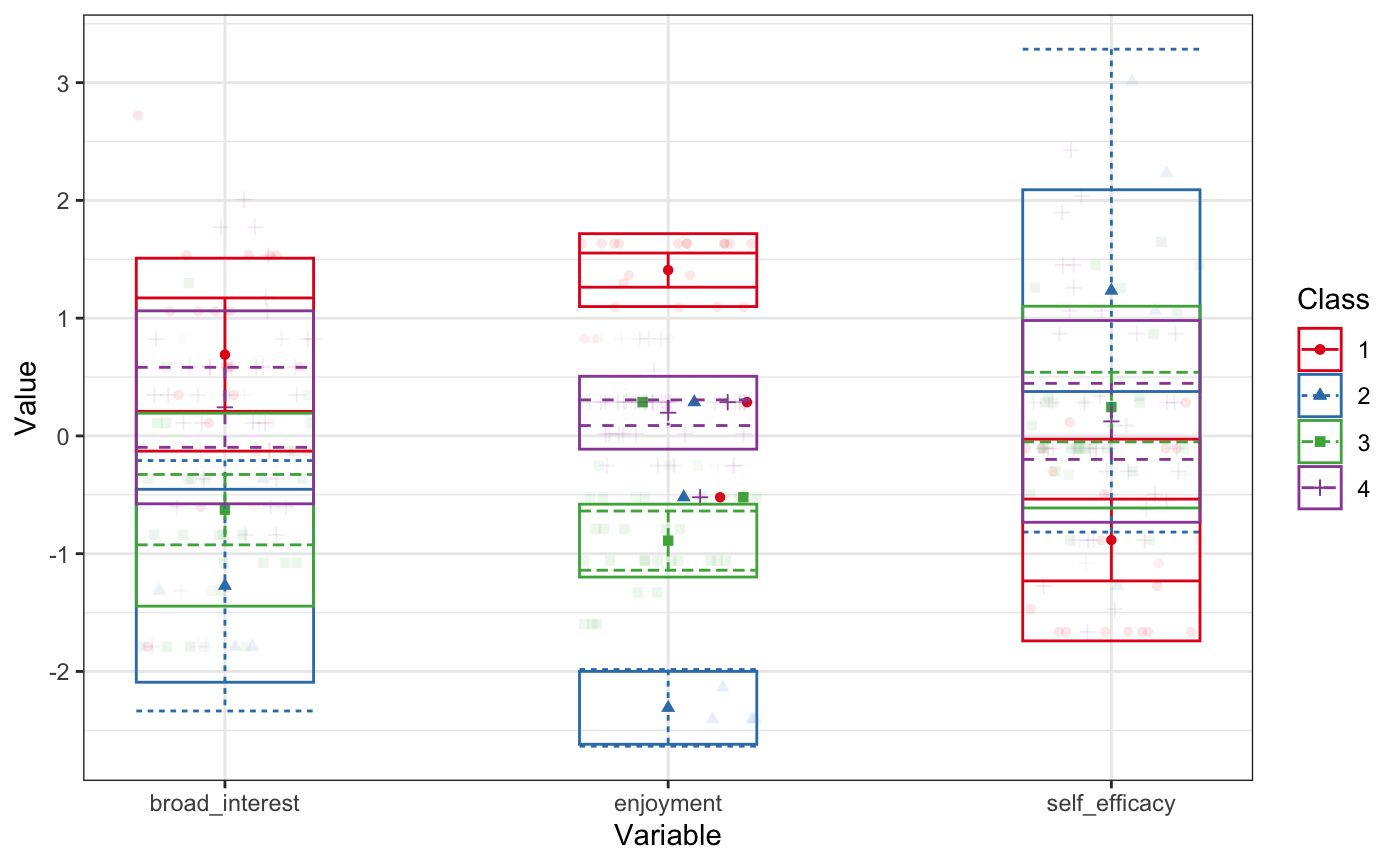 3
2
1
0
-1
-2
Value
broad_interest
enjoyment
self_efficacy
Variable
Class
1
2
3
4